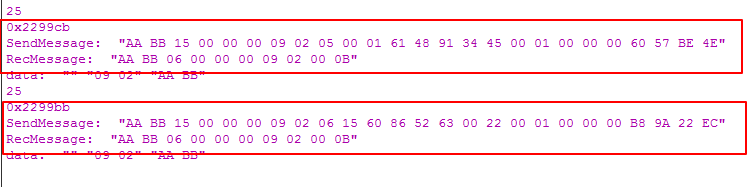 25
0x2299cb
SendMessage:  "AA BB 15 00 00 00 09 02 05 00 01 61 48 91 34 45 00 01 00 00 00 60 57 BE 4E"
RecMessage:  "AA BB 06 00 00 00 09 02 00 0B"
data:  "" "09 02" "AA BB"
25
0x2299bb
SendMessage:  "AA BB 15 00 00 00 09 02 06 15 60 86 52 63 00 22 00 01 00 00 00 B8 9A 22 EC"
RecMessage:  "AA BB 06 00 00 00 09 02 00 0B"
data:  "" "09 02" "AA BB"